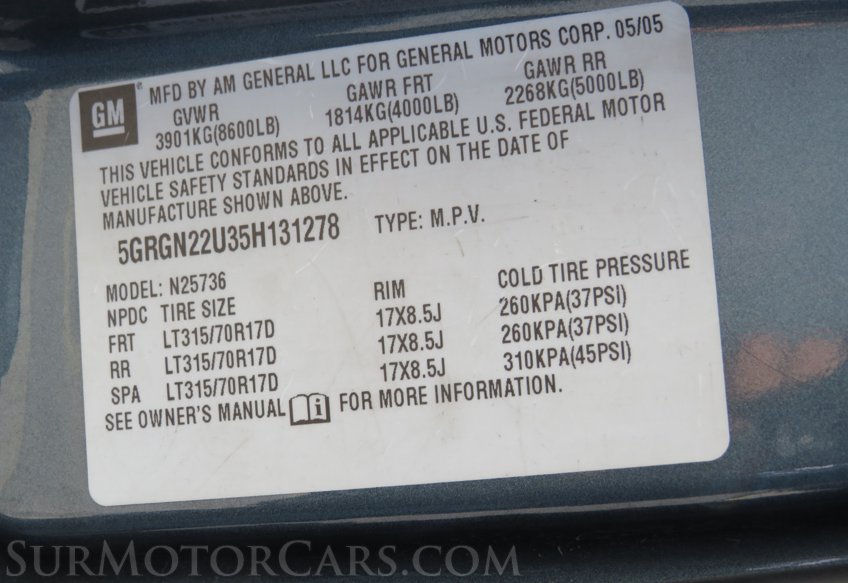 GM
MFD BY AM GENERAL LLC FOR GENERAL MOTORS CORP. 05/05
GVWR GAWR FRT GAWR RR
3901KG(8600LB) 1814KG(4000LB) 2268KG(5000LB)
THIS VEHICLE CONFORMS TO ALL APPLICABLE U.S. FEDERAL MOTOR
VEHICLE SAFETY STANDARDS IN EFFECT ON THE DATE OF
MANUFACTURE SHOWN ABOVE.
5GRGN22U35H131278 TYPE: M.P.V.
MODEL: N25736
NPDC TIRE SIZE RIM COLD TIRE PRESSURE
FRT LT315/70R17D 17X8.5J 260KPA(37PSI)
RR LT315/70R17D 17X8.5J 260KPA(37PSI)
SPA LT315/70R17D 17X8.5J 310KPA(45PSI)
SEE OWNER'S MANUAL i FOR MORE INFORMATION.
SURMOTORCARS.COM